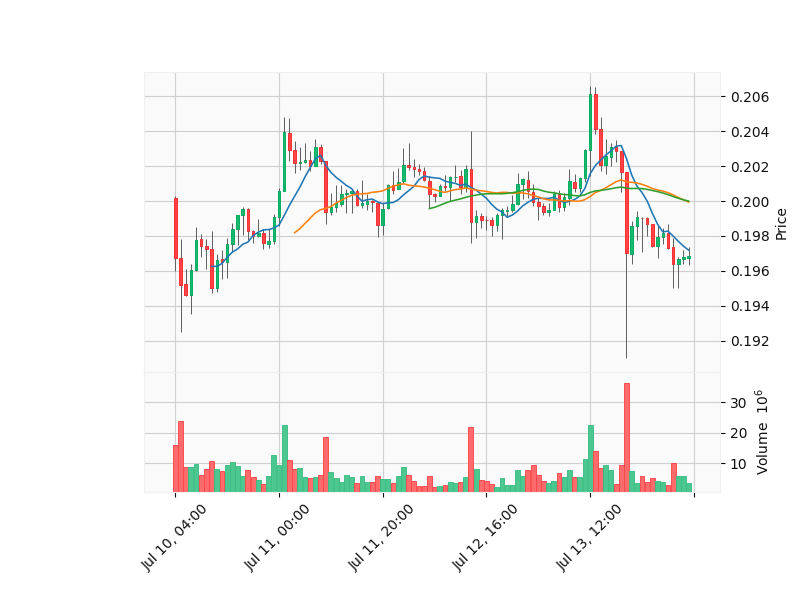 0.206
0.204
0.202
0.200
0.198
0.196
0.194
0.192
Price
30
20
10
Volume 10⁶
Jul 10, 04:00
Jul 11, 00:00
Jul 11, 20:00
Jul 12, 16:00
Jul 13, 12:00